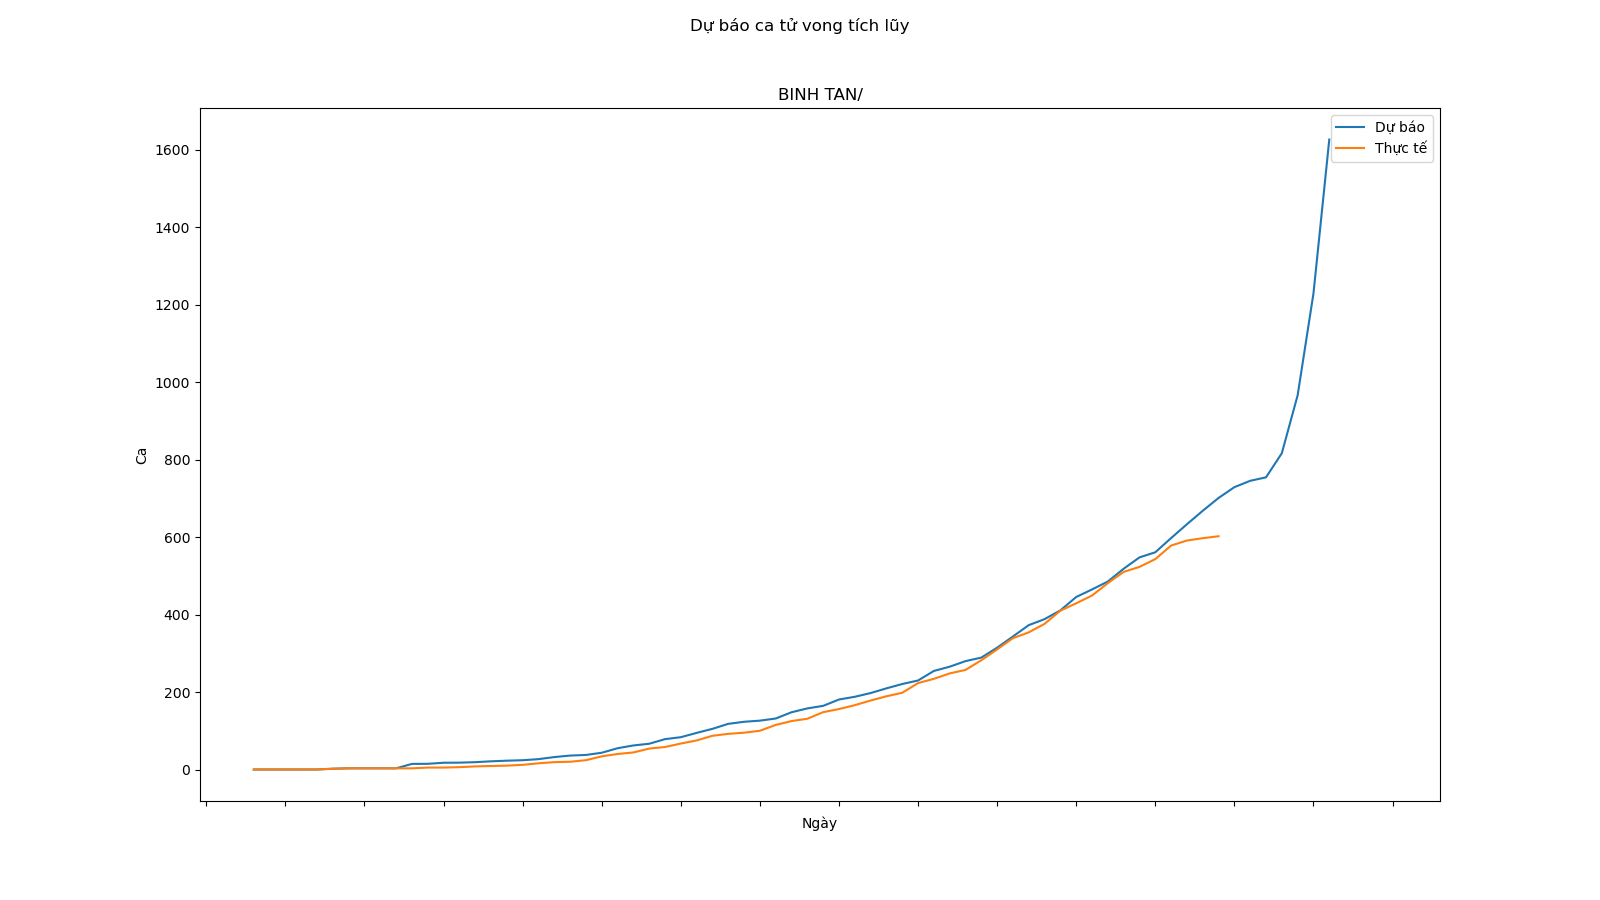 Dự báo ca tử vong tích lũy
BINH TAN/
Dự báo
Thực tế
1600
1400
1200
1000
800
600
400
200
0
Ca
Ngày